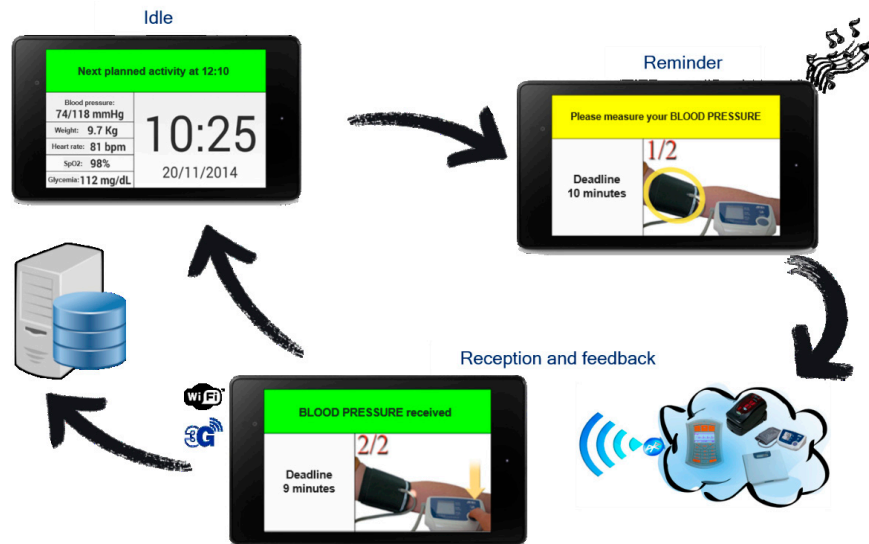 Idle
Next planned activity at 12:10
Blood pressure:
74/118 mmHg
Weight: 9.7 Kg
Heart rate: 81 bpm
SpO2: 98%
Glycemia: 112 mg/dL
10:25
20/11/2014
Reminder
Please measure your BLOOD PRESSURE
Deadline
10 minutes
1/2
Reception and feedback
WiFi
3G
BLOOD PRESSURE received
Deadline
9 minutes
2/2